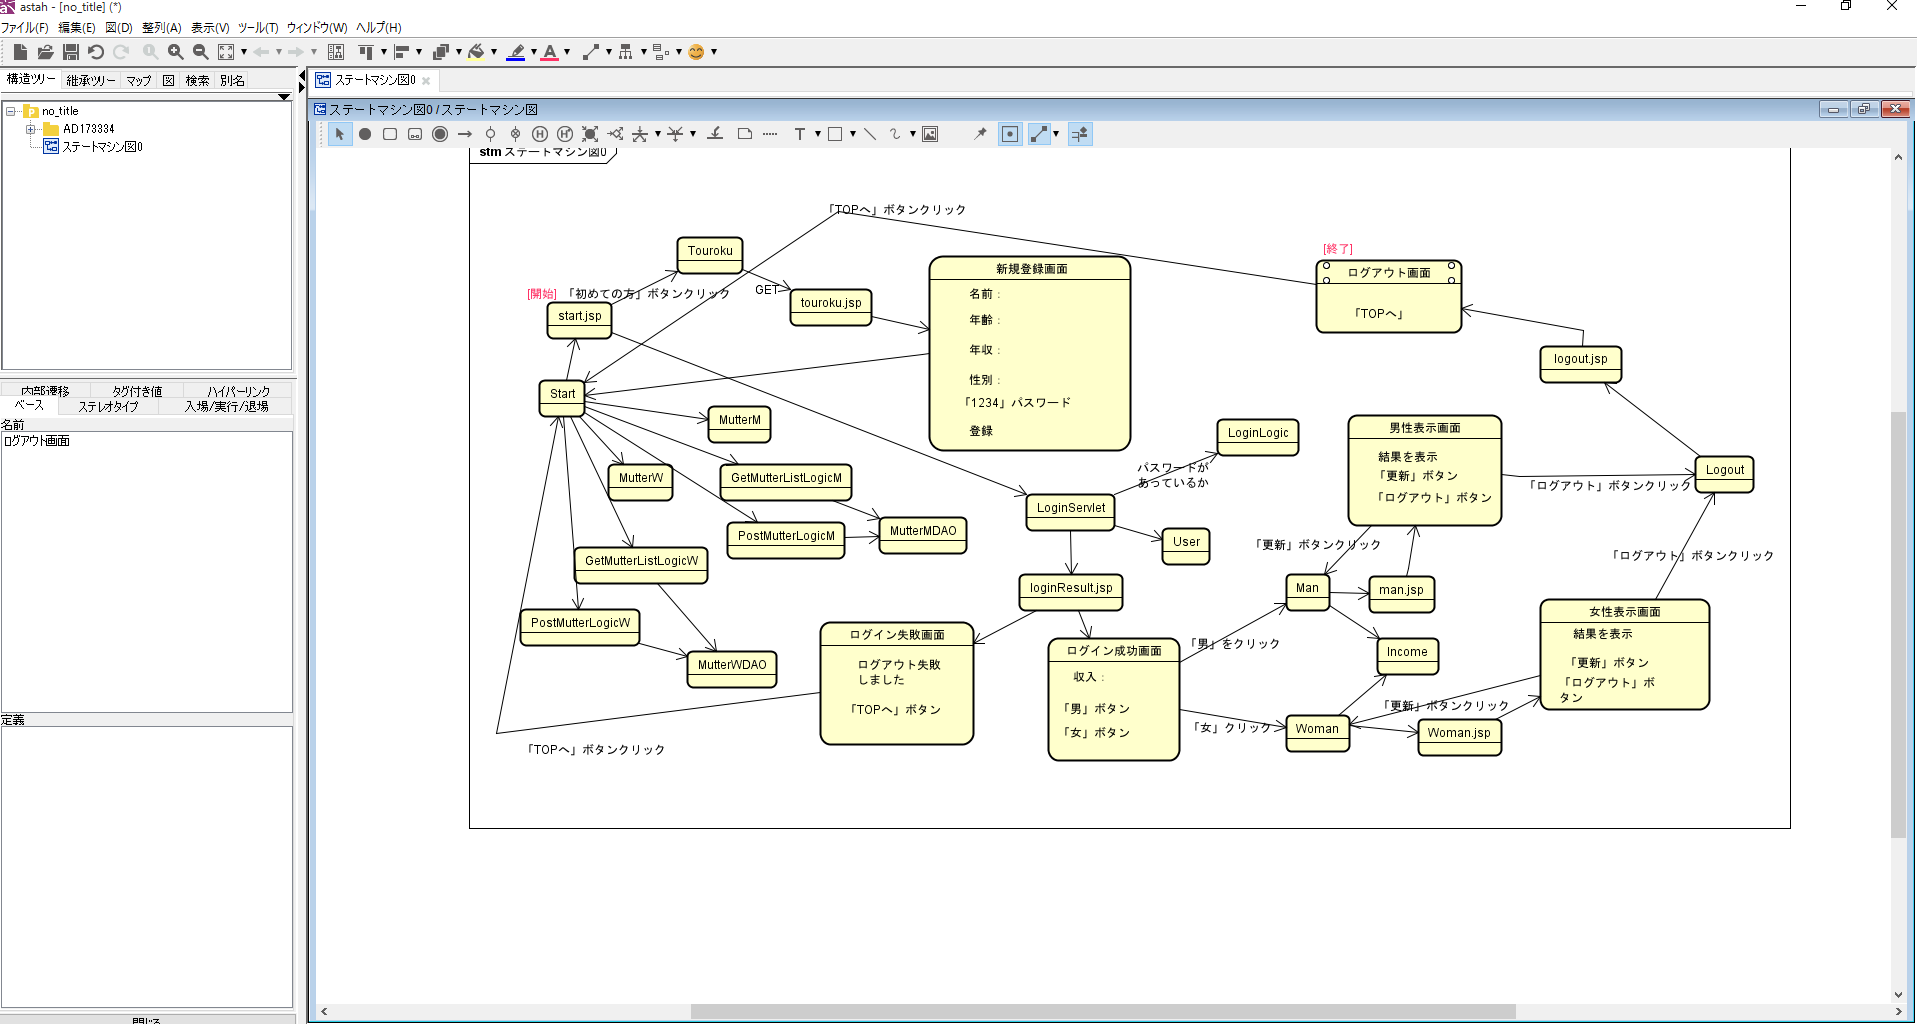 astah - [no_title] (*)
ファイル(F) 編集(E) 図(D) 整列(A) 表示(V) ツール(T) ウィンドウ(W) ヘルプ(H)
構造ツリー 継承ツリー マップ 図 検索 別名
no_title
AD173334
ステートマシン図0
内部遷移 タグ付き値 ハイパーリンク
ベース ステレオタイプ 入場/実行/退場
名前
ログアウト画面
定義
閉じる
ステートマシン図0
ステートマシン図0 / ステートマシン図
stm ステートマシン図0
「TOPへ」ボタンクリック
Touroku
[開始] 「初めての方」ボタンクリック
GET
start.jsp
touroku.jsp
新規登録画面
名前：
年齢：
年収：
性別：
「1234」パスワード
登録
[終了]
ログアウト画面
「TOPへ」
logout.jsp
Start
MutterM
MutterW
GetMutterListLogicM
PostMutterLogicM
MutterMDAO
GetMutterListLogicW
PostMutterLogicW
MutterWDAO
LoginLogic
パスワードが
あっているか
LoginServlet
User
loginResult.jsp
男性表示画面
結果を表示
「更新」ボタン
「ログアウト」ボタン
Logout
「ログアウト」ボタンクリック
「更新」ボタンクリック
「ログアウト」ボタンクリック
Man
man.jsp
Income
女性表示画面
結果を表示
「更新」ボタン
「ログアウト」ボ
タン
ログイン失敗画面
ログアウト失敗
しました
「TOPへ」ボタン
ログイン成功画面
収入：
「男」ボタン
「女」ボタン
「男」をクリック
「女」クリック
「更新」ボタンクリック
Woman
Woman.jsp
「TOPへ」ボタンクリック